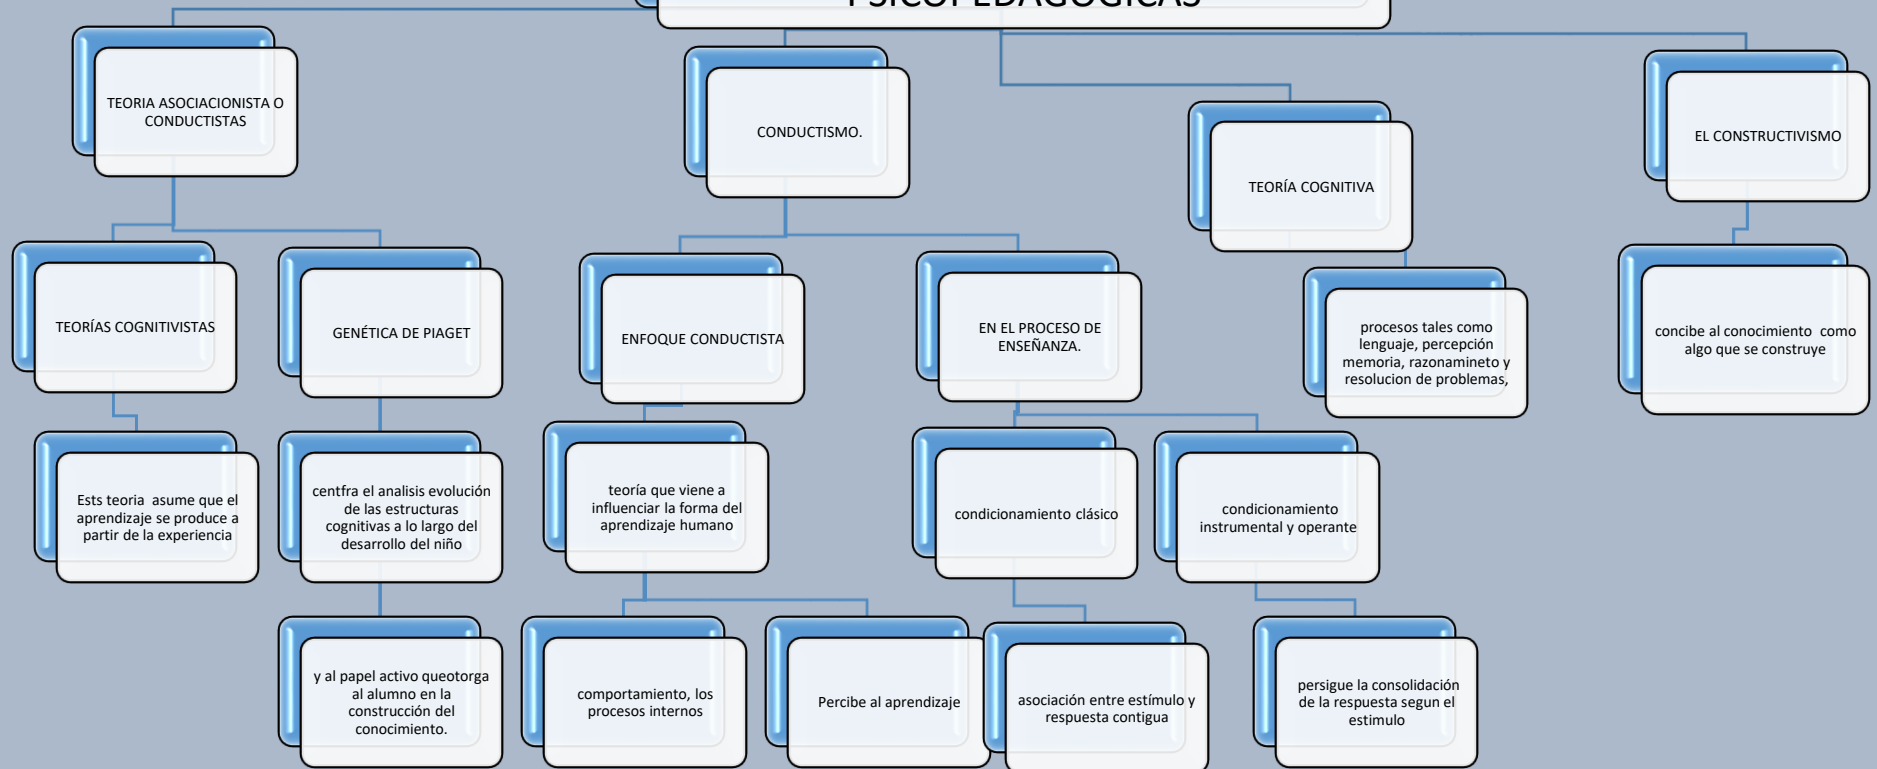 PSICOPEDAGOGICAS
TEORIA ASOCIACIONISTA O
CONDUCTISTAS
CONDUCTISMO.
TEORÍA COGNITIVA
EL CONSTRUCTIVISMO
TEORÍAS COGNITIVISTAS
GENÉTICA DE PIAGET
ENFOQUE CONDUCTISTA
EN EL PROCESO DE
ENSEÑANZA.
procesos tales como
lenguaje, percepción
memoria, razonamineto y
resolucion de problemas,
concibe al conocimiento como
algo que se construye
Ests teoria asume que el
aprendizaje se produce a
partir de la experiencia
centfra el analisis evolución
de las estructuras
cognitivas a lo largo del
desarrollo del niño
teoría que viene a
influenciar la forma del
aprendizaje humano
condicionamiento clásico
condicionamiento
instrumental y operante
y al papel activo queotorga
al alumno en la
construcción del
conocimiento.
comportamiento, los
procesos internos
Percibe al aprendizaje
asociación entre estímulo y
respuesta contigua
persigue la consolidación
de la respuesta segun el
estimulo